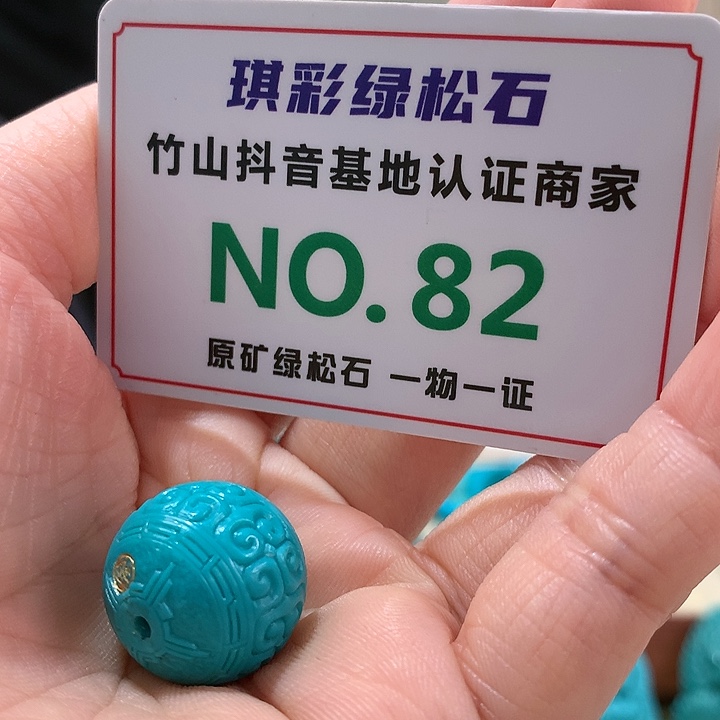 琪彩绿松石
竹山抖音基地认证商家
NO.82
原矿绿松石 一物一证